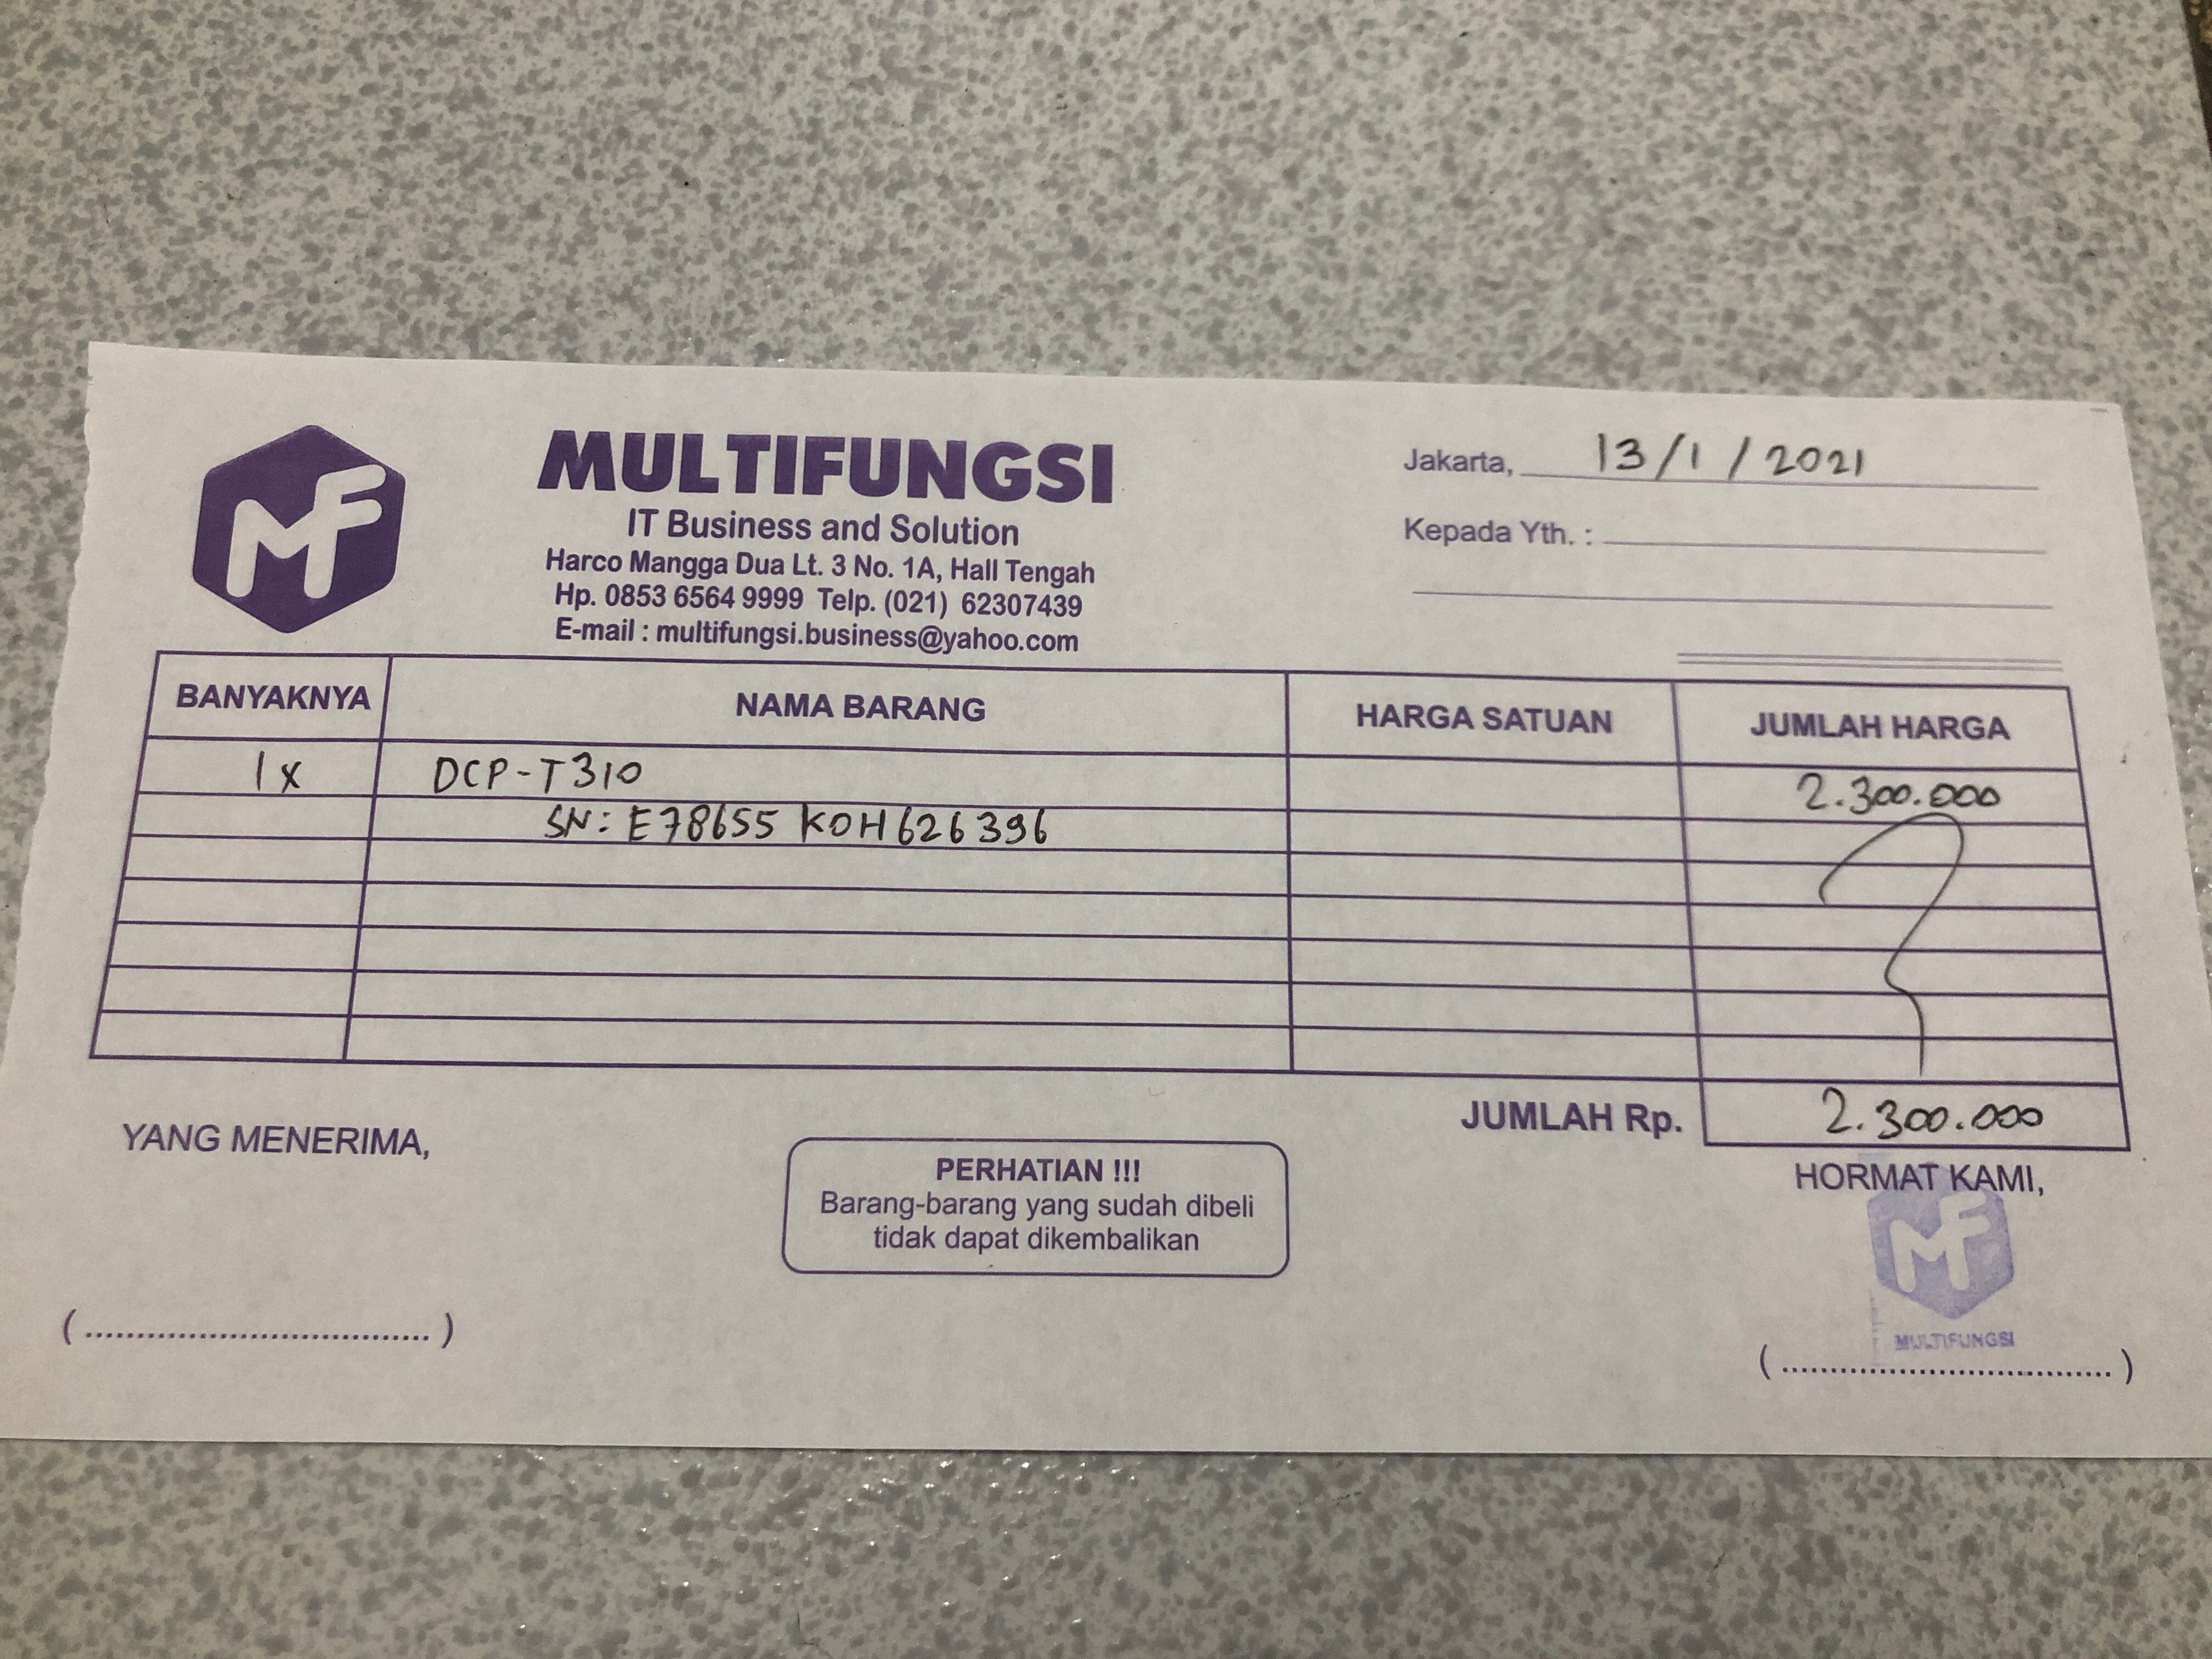 MF
MULTIFUNGSI
IT Business and Solution
Harco Mangga Dua Lt. 3 No. 1A, Hall Tengah
Hp. 0853 6564 9999 Telp. (021) 62307439
E-mail : multifungsi.business@yahoo.com
Jakarta, 13/1/2021
Kepada Yth. :
BANYAKNYA NAMA BARANG HARGA SATUAN JUMLAH HARGA
1x DCP-T310 2.300.000
SN: E78655 KOH626396
JUMLAH Rp. 2.300.000
YANG MENERIMA,
PERHATIAN !!!
Barang-barang yang sudah dibeli
tidak dapat dikembalikan
HORMAT KAMI,
MF
MULTIFUNGSI
(..................................)
(..................................)